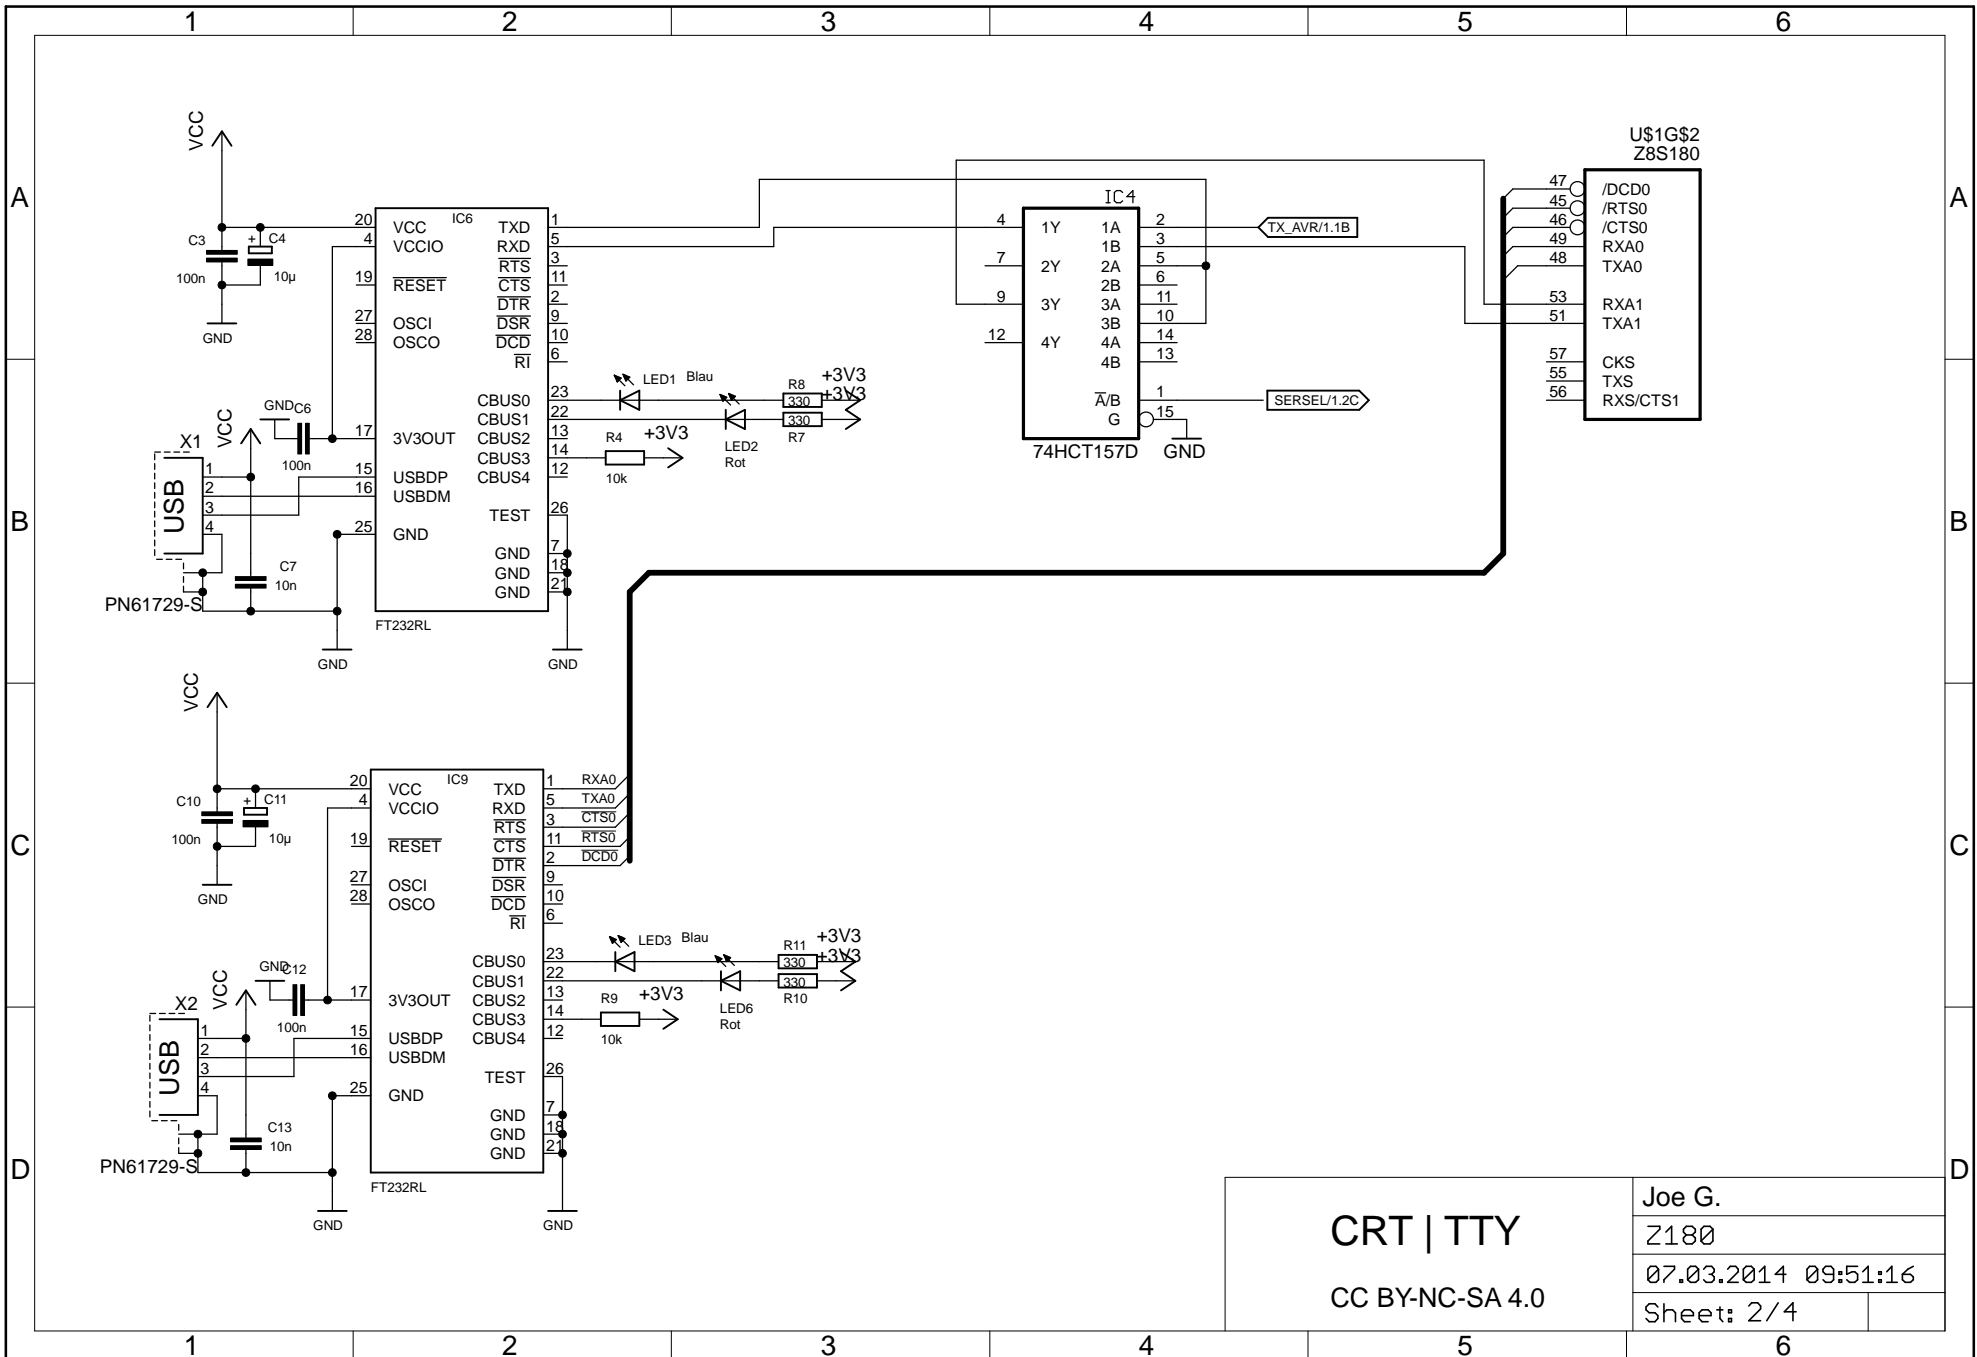 1 2 3 4 5 6
A A
B B
C C
D D
1 2 3 4 5 6
VCC
C3
100n
+ C4
10µ
GND
IC6
20 VCC
4 VCCIO
19 RESET
27 OSCI
28 OSCO
17 3V3OUT
15 USBDP
16 USBDM
25 GND
TXD 1
RXD 5
RTS 3
CTS 11
DTR 2
DSR 9
DCD 10
RI 6
CBUS0 23
CBUS1 22
CBUS2 13
CBUS3 14
CBUS4 12
TEST 26
GND 7
GND 18
GND 21
FT232RL
GND
GND
GND C6
100n
VCC
X1
USB
1
2
3
4
C7
10n
PN61729-S
LED1 Blau
LED2
Rot
R8
330
+3V3
+3V3
330
R7
R4
10k
+3V3
IC4
4 1Y
7 2Y
9 3Y
12 4Y
1A 2
1B 3
2A 5
2B 6
3A 11
3B 10
4A 14
4B 13
A/B 1
G 15
74HCT157D
GND
TX_AVR/1.1B
SERSEL/1.2C
U$1G$2
Z8S180
47 /DCD0
45 /RTS0
46 /CTS0
49 RXA0
48 TXA0
53 RXA1
51 TXA1
57 CKS
55 TXS
56 RXS/CTS1
VCC
C10
100n
+ C11
10µ
GND
IC9
20 VCC
4 VCCIO
19 RESET
27 OSCI
28 OSCO
17 3V3OUT
15 USBDP
16 USBDM
25 GND
TXD 1 RXA0
RXD 5 TXA0
RTS 3 CTS0
CTS 11 RTS0
DTR 2 DCD0
DSR 9
DCD 10
RI 6
CBUS0 23
CBUS1 22
CBUS2 13
CBUS3 14
CBUS4 12
TEST 26
GND 7
GND 18
GND 21
FT232RL
GND
GND
GND C12
100n
VCC
X2
USB
1
2
3
4
C13
10n
PN61729-S
LED3 Blau
LED6
Rot
R11
330
+3V3
+3V3
330
R10
R9
10k
+3V3
CRT | TTY
CC BY-NC-SA 4.0
Joe G.
Z180
07.03.2014 09:51:16
Sheet: 2/4